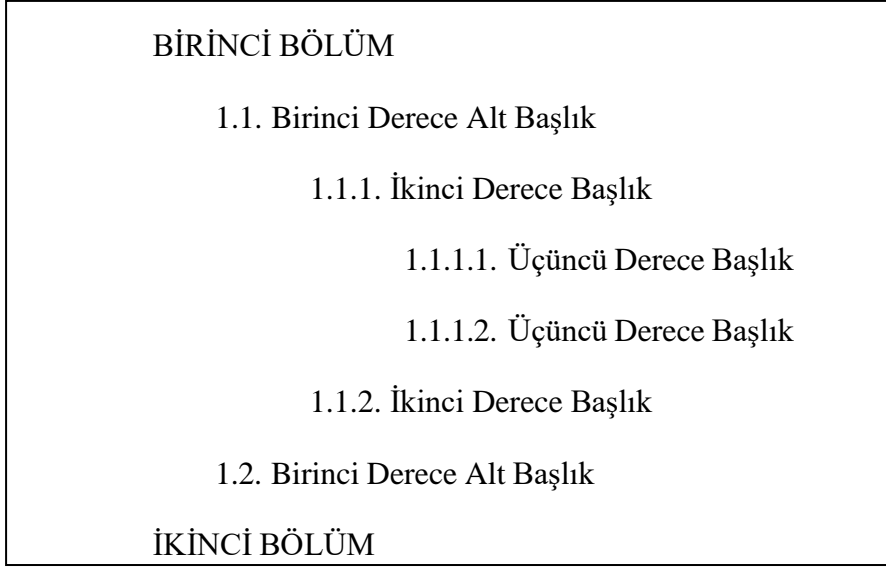 BİRİNCİ BÖLÜM
1.1. Birinci Derece Alt Başlık
1.1.1. İkinci Derece Başlık
1.1.1.1. Üçüncü Derece Başlık
1.1.1.2. Üçüncü Derece Başlık
1.1.2. İkinci Derece Başlık
1.2. Birinci Derece Alt Başlık
İKİNCİ BÖLÜM